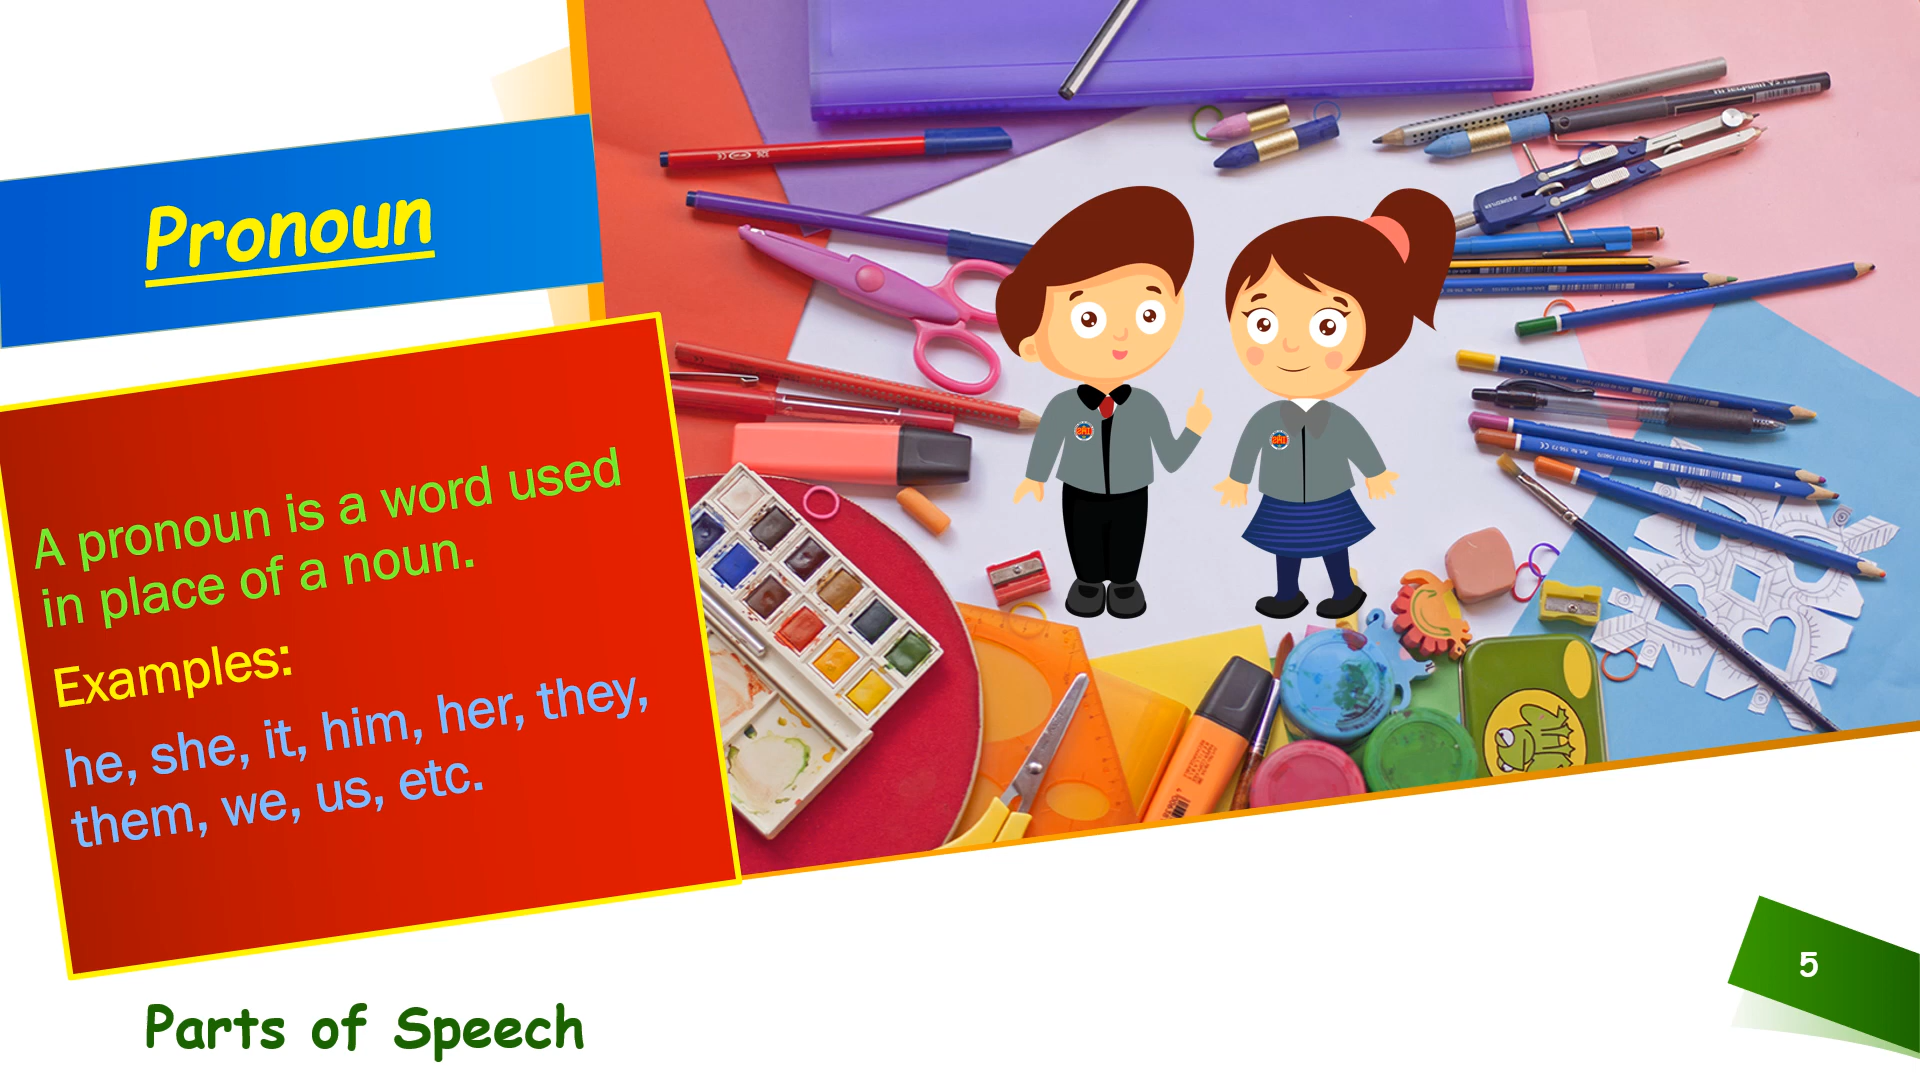 Pronoun
A pronoun is a word used
in place of a noun.
Examples:
he, she, it, him, her, they,
them, we, us, etc.
Parts of Speech
5